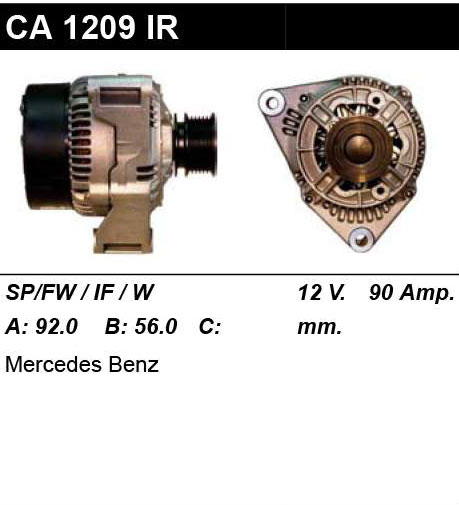 CA 1209 IR
SP/FW / IF / W 12 V. 90 Amp.
A: 92.0 B: 56.0 C: mm.
Mercedes Benz